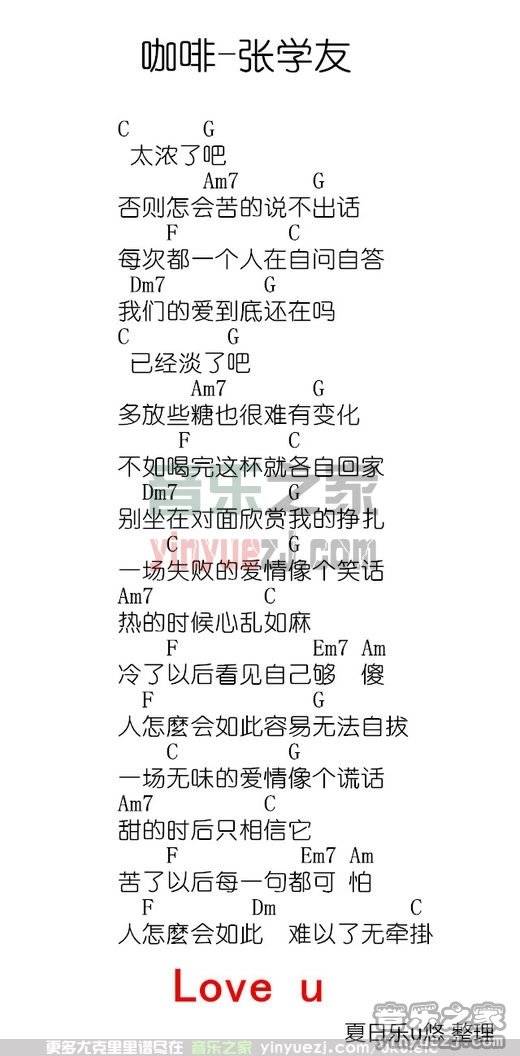 咖啡-张学友
C G
太浓了吧
Am7 G
否则怎会苦的说不出话
F C
每次都一个人在自问自答
Dm7 G
我们的爱到底还在吗
C G
已经淡了吧
Am7 G
多放些糖也很难有变化
F C
不如喝完这杯就各自回家
Dm7 G
别坐在对面欣赏我的挣扎
C G
一场失败的爱情像个笑话
Am7 C
热的时候心乱如麻
F Em7 Am
冷了以后看见自己够 傻
F G
人怎麼会如此容易无法自拔
C G
一场无味的爱情像个谎话
Am7 C
甜的时后只相信它
F Em7 Am
苦了以后每一句都可 怕
F Dm C
人怎麼会如此 难以了无牵掛
Love u
夏日乐u悠 整理
音乐之家
yinyuezj.com
音乐之家
yinyuezj.com
更多尤克里里谱尽在 音乐之家 yinyuezj.com